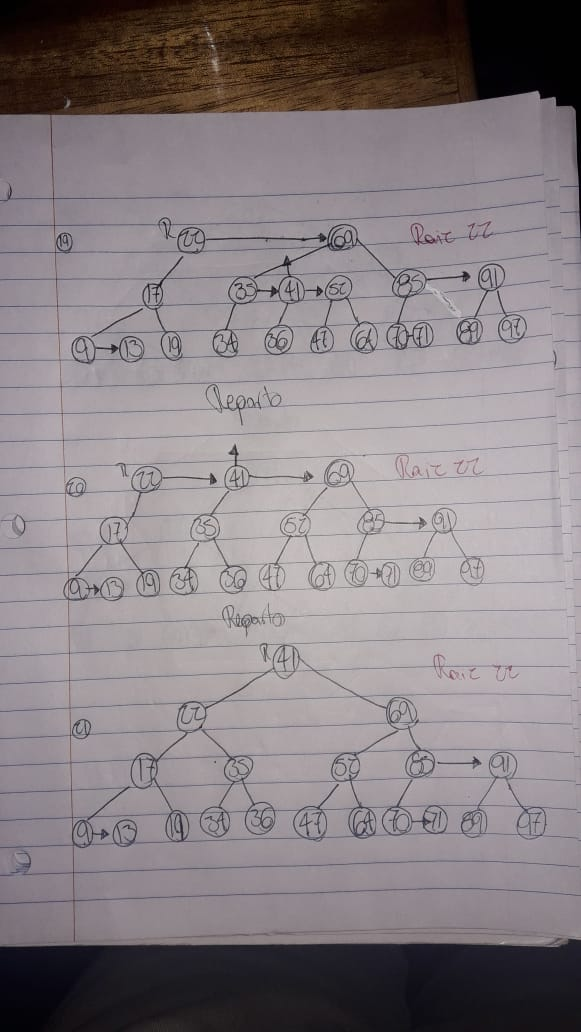 19 R 22 69 Raiz 22
17 35 41 52 85 91
9 13 19 34 36 47 64 70 71 89 97
Reparto
20 R 22 41 69 Raiz 22
17 35 52 85 91
9 13 19 34 36 47 64 70 71 89 97
Reparto
R 41 Raiz 22
21 22 69
17 35 52 85 91
9 13 19 34 36 47 64 70 71 89 97